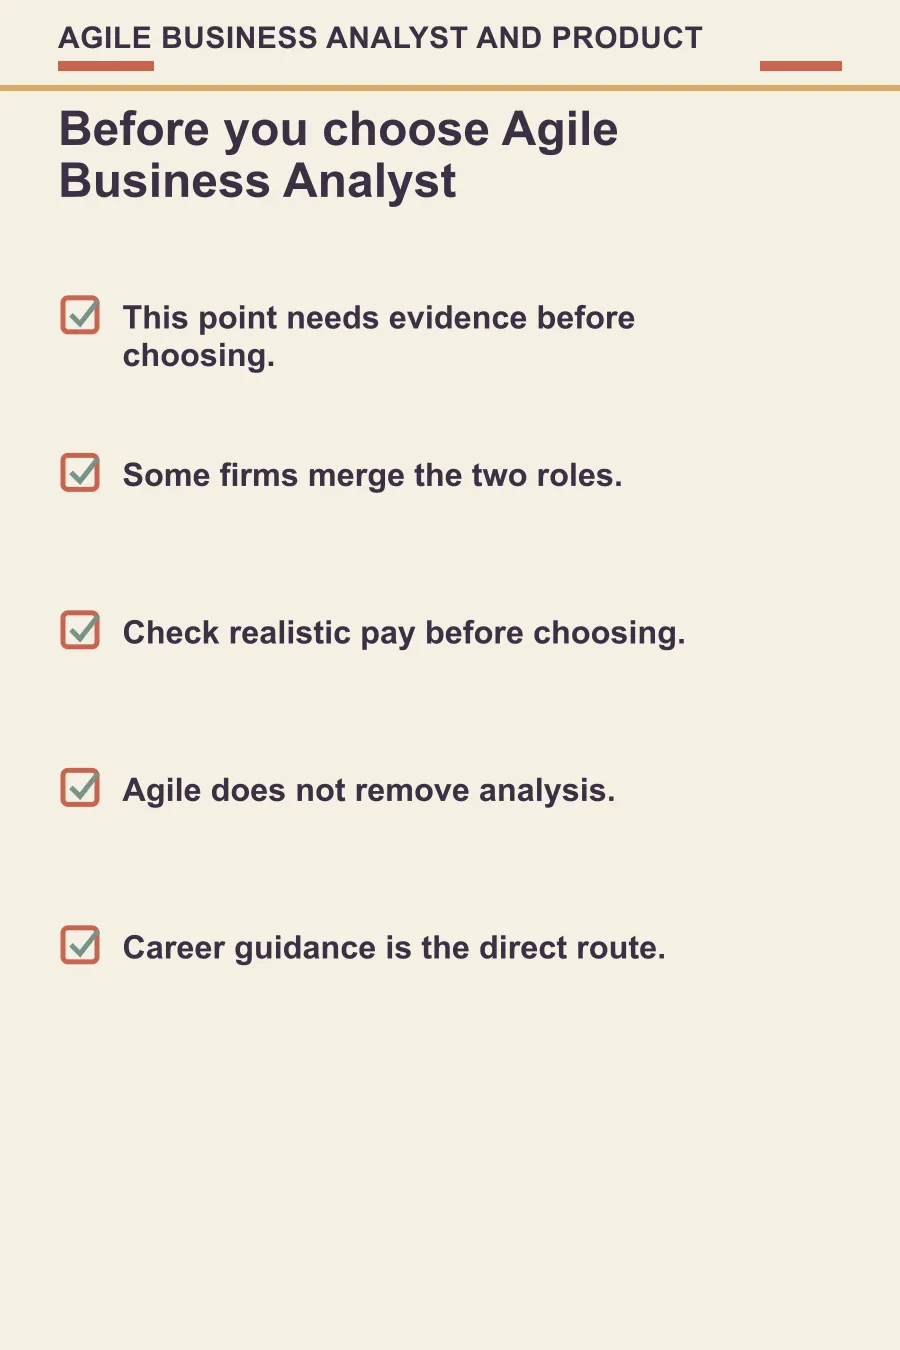 AGILE BUSINESS ANALYST AND PRODUCT
Before you choose Agile
Business Analyst
This point needs evidence before
choosing.
Some firms merge the two roles.
Check realistic pay before choosing.
Agile does not remove analysis.
Career guidance is the direct route.